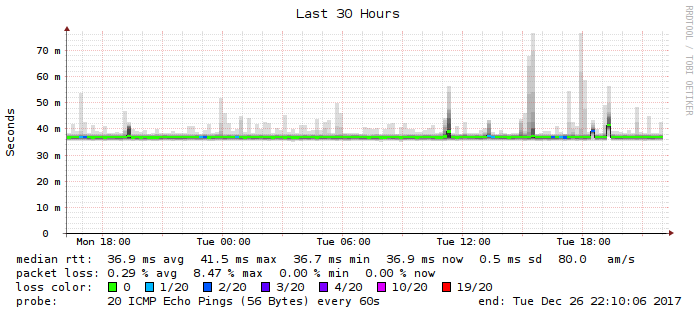 Last 30 Hours
RRDTOOL / TOBI OETIKER
Seconds
70 m
60 m
50 m
40 m
30 m
20 m
10 m
0
Mon 18:00 Tue 00:00 Tue 06:00 Tue 12:00 Tue 18:00
median rtt: 36.9 ms avg 41.5 ms max 36.7 ms min 36.9 ms now 0.5 ms sd 80.0 am/s
packet loss: 0.29 % avg 8.47 % max 0.00 % min 0.00 % now
loss color: 0 1/20 2/20 3/20 4/20 10/20 19/20
probe: 20 ICMP Echo Pings (56 Bytes) every 60s end: Tue Dec 26 22:10:06 2017